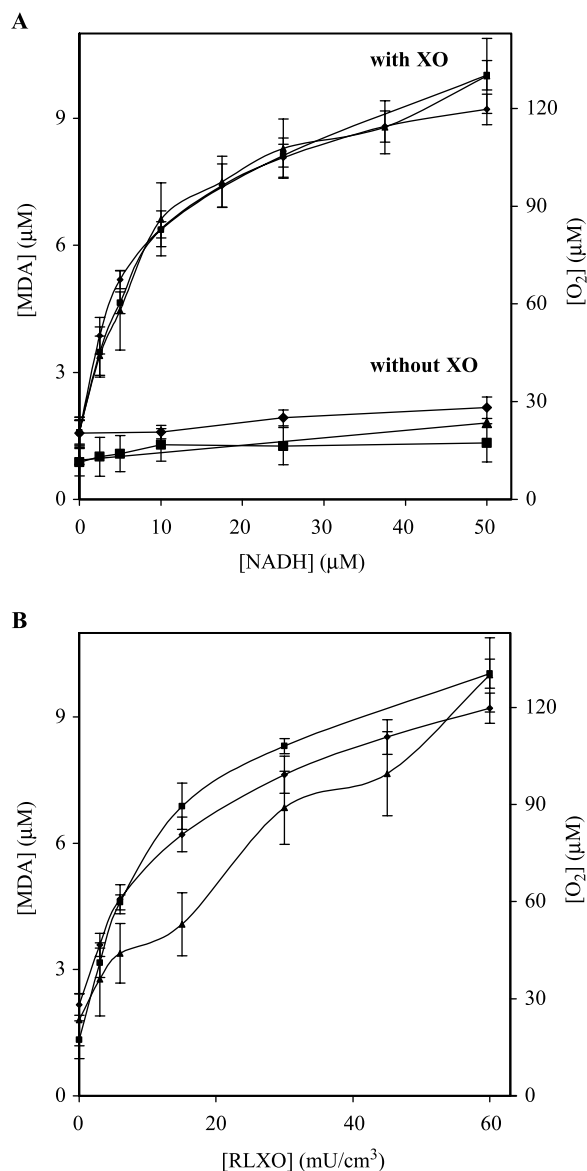 A
with XO
without XO
9
6
3
0
120
90
60
30
0
[MDA] (µM)
[O₂] (µM)
0
10
20
30
40
50
[NADH] (µM)
B
9
6
3
0
120
90
60
30
0
[MDA] (µM)
[O₂] (µM)
0
20
40
60
[RLXO] (mU/cm³)